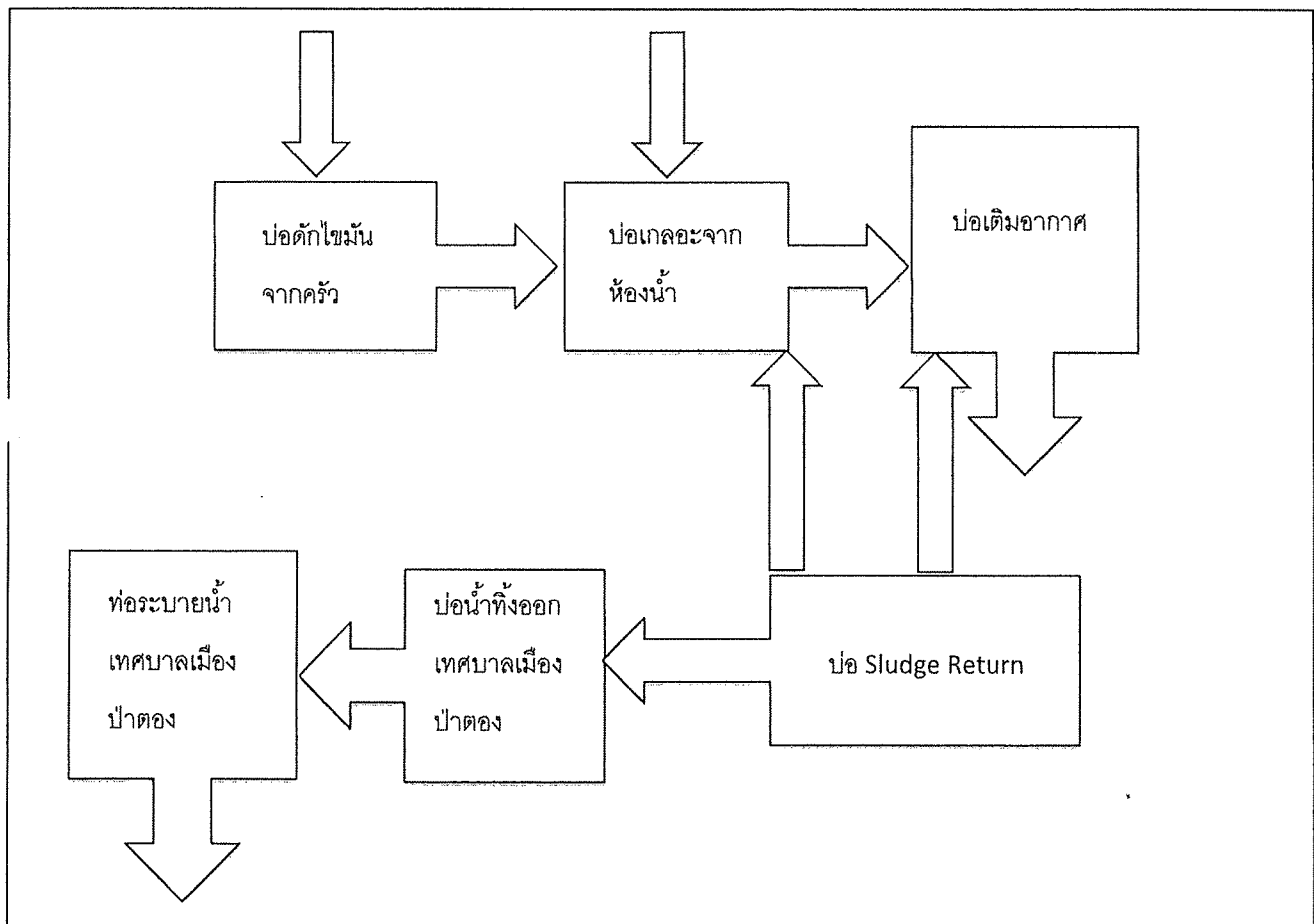 บ่อดักไขมัน
จากครัว
บ่อเกลอะจาก
ห้องน้ำ
บ่อเติมอากาศ
ท่อระบายน้ำ
เทศบาลเมือง
ป่าตอง
บ่อน้ำทิ้งออก
เทศบาลเมือง
ป่าตอง
บ่อ Sludge Return